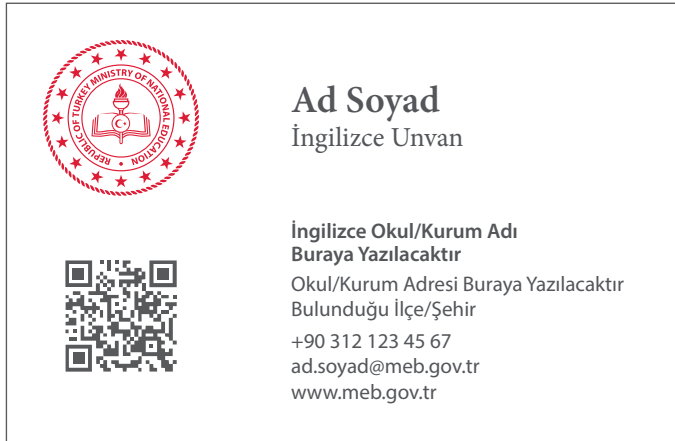 REPUBLIC OF TURKEY MINISTRY OF NATIONAL EDUCATION
Ad Soyad
İngilizce Unvan
İngilizce Okul/Kurum Adı
Buraya Yazılacaktır
Okul/Kurum Adresi Buraya Yazılacaktır
Bulunduğu İlçe/Şehir
+90 312 123 45 67
ad.soyad@meb.gov.tr
www.meb.gov.tr